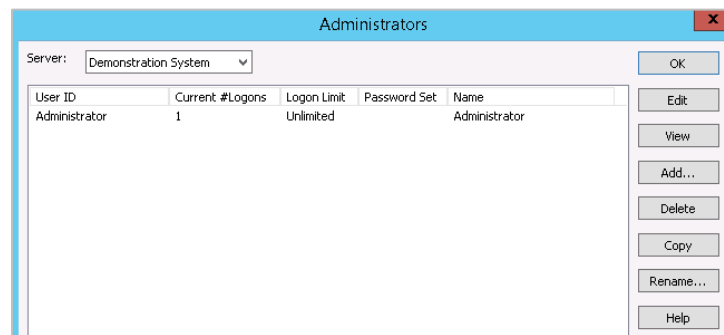 Administrators
X
Server: Demonstration System
OK
User ID Current #Logons Logon Limit Password Set Name
Edit
Administrator 1 Unlimited Administrator
View
Add...
Delete
Copy
Rename...
Help